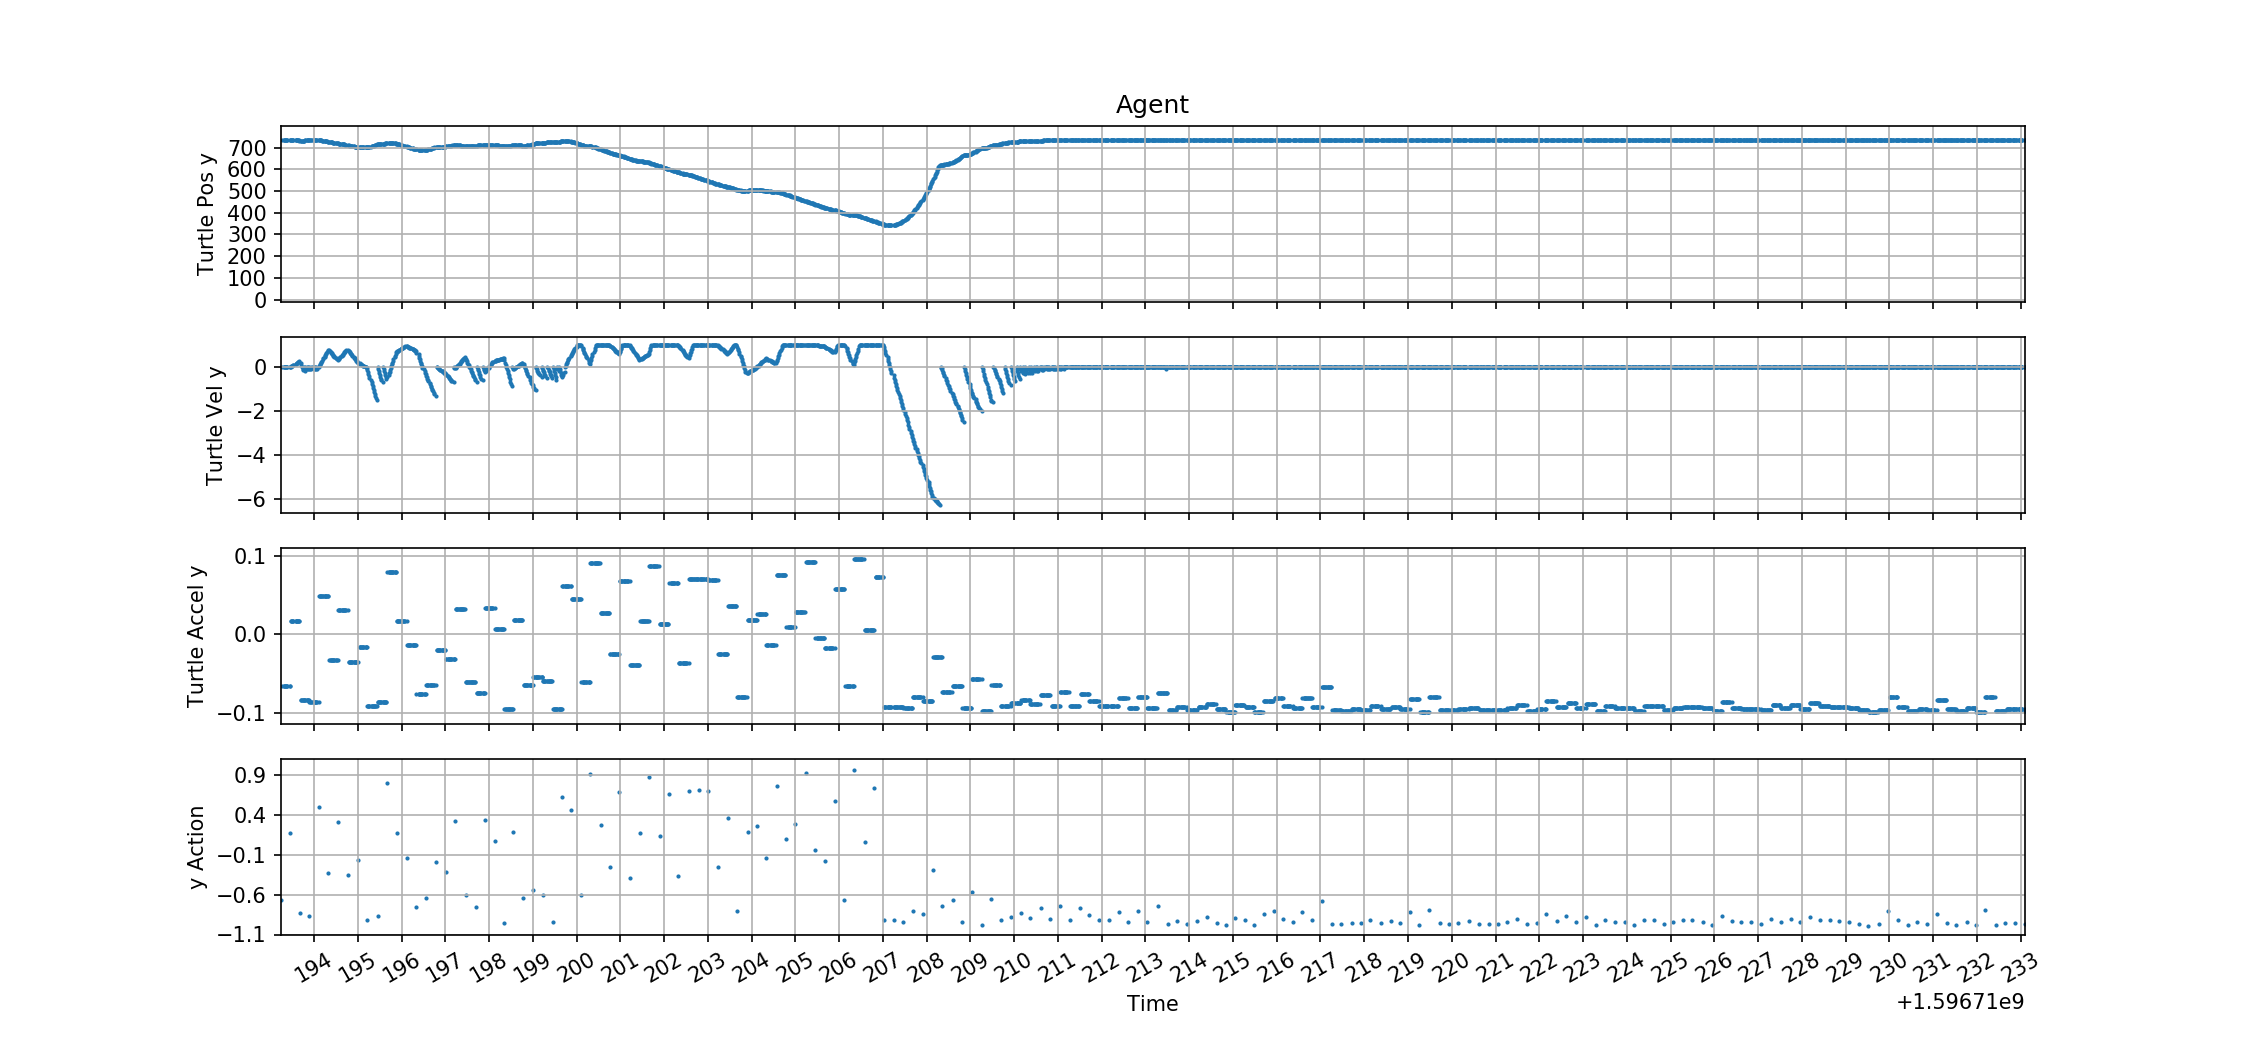 Agent
Turtle Pos y
700
600
500
400
300
200
100
0
Turtle Vel y
0
−2
−4
−6
Turtle Accel y
0.1
0.0
−0.1
y Action
0.9
0.4
−0.1
−0.6
−1.1
194 195 196 197 198 199 200 201 202 203 204 205 206 207 208 209 210 211 212 213 214 215 216 217 218 219 220 221 222 223 224 225 226 227 228 229 230 231 232 233
Time
+1.59671e9